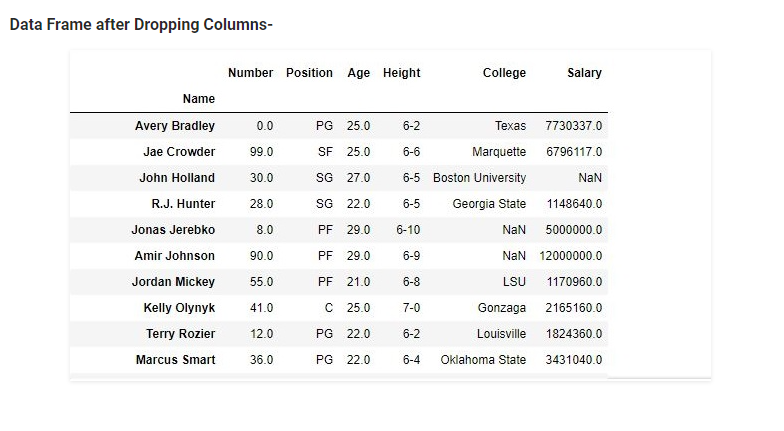 Data Frame after Dropping Columns-
Number Position Age Height College Salary
Name
Avery Bradley 0.0 PG 25.0 6-2 Texas 7730337.0
Jae Crowder 99.0 SF 25.0 6-6 Marquette 6796117.0
John Holland 30.0 SG 27.0 6-5 Boston University NaN
R.J. Hunter 28.0 SG 22.0 6-5 Georgia State 1148640.0
Jonas Jerebko 8.0 PF 29.0 6-10 NaN 5000000.0
Amir Johnson 90.0 PF 29.0 6-9 NaN 12000000.0
Jordan Mickey 55.0 PF 21.0 6-8 LSU 1170960.0
Kelly Olynyk 41.0 C 25.0 7-0 Gonzaga 2165160.0
Terry Rozier 12.0 PG 22.0 6-2 Louisville 1824360.0
Marcus Smart 36.0 PG 22.0 6-4 Oklahoma State 3431040.0